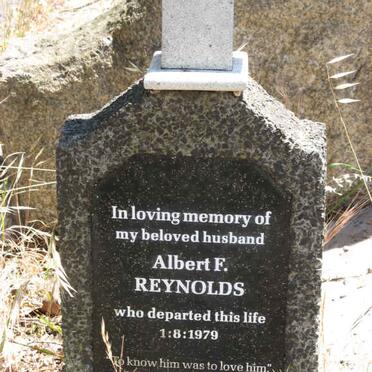 In loving memory of
my beloved husband
Albert F.
REYNOLDS
who departed this life
1:8:1979
"To know him was to love him."